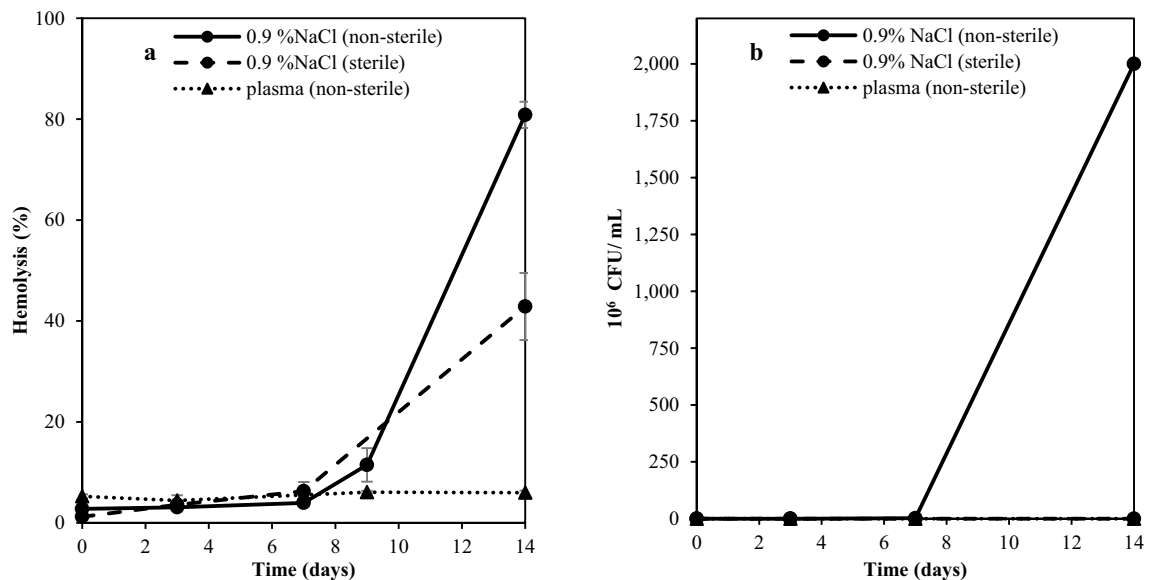 a
0.9 %NaCl (non-sterile)
0.9 %NaCl (sterile)
plasma (non-sterile)
Hemolysis (%)
100
80
60
40
20
0
0 2 4 6 8 10 12 14
Time (days)
b
0.9% NaCl (non-sterile)
0.9% NaCl (sterile)
plasma (non-sterile)
10⁶ CFU/ mL
2,000
1,750
1,500
1,250
1,000
750
500
250
0
0 2 4 6 8 10 12 14
Time (days)